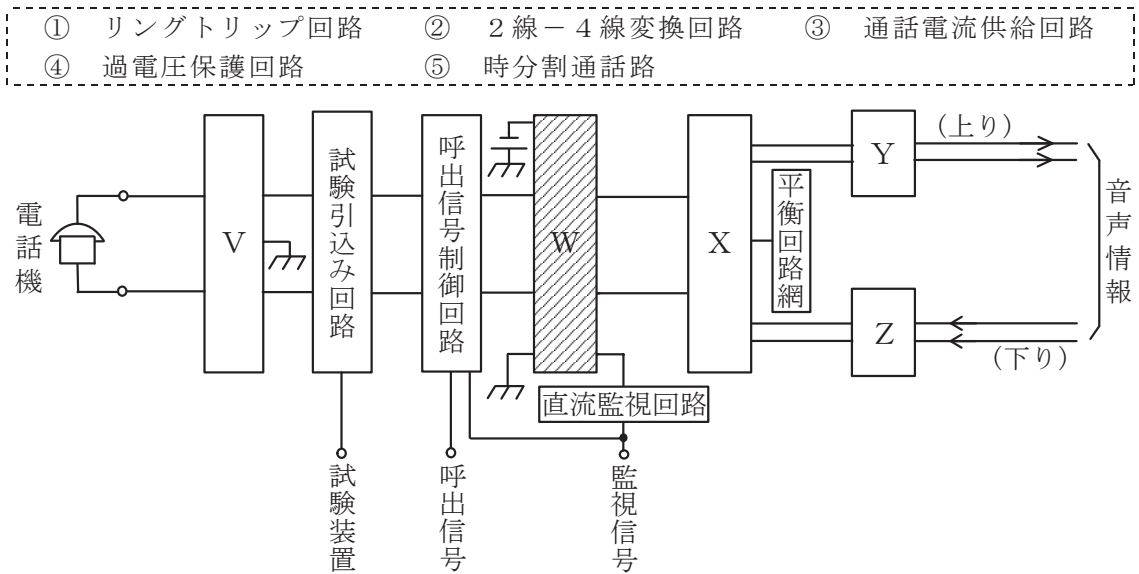 ① リングトリップ回路 ② 2線-4線変換回路 ③ 通話電流供給回路
④ 過電圧保護回路 ⑤ 時分割通話路
電話機
V
試験引込み回路
呼出信号制御回路
W
X
平衡回路網
Y
(上り)
Z
(下り)
音声情報
直流監視回路
試験装置
呼出信号
監視信号